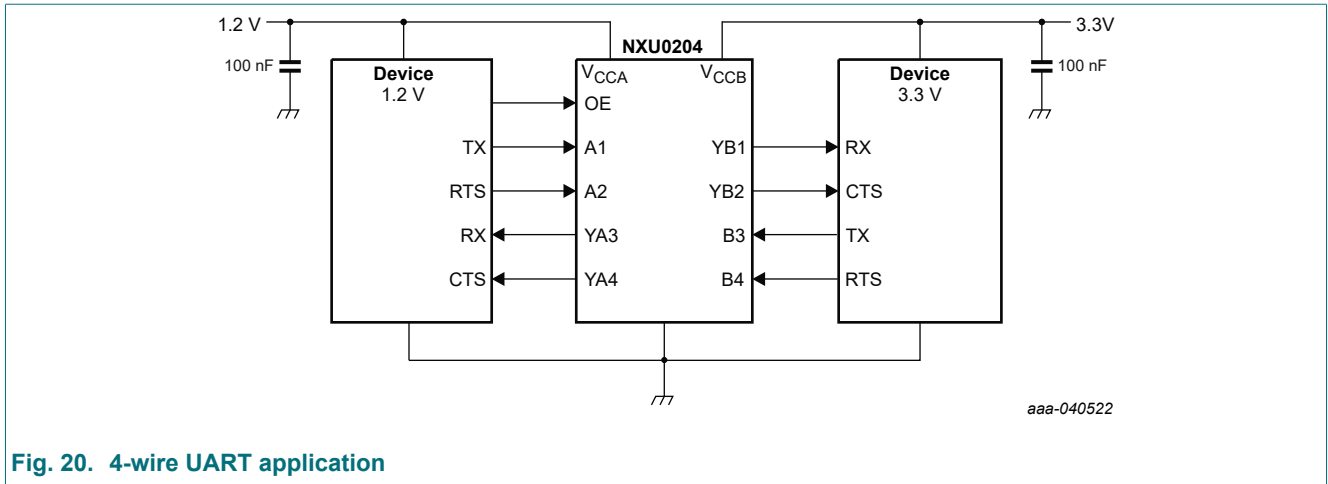 1.2 V
3.3V
NXU0204
100 nF
Device
1.2 V
VCCA
VCCB
Device
3.3 V
100 nF
OE
TX
A1
YB1
RX
RTS
A2
YB2
CTS
RX
YA3
B3
TX
CTS
YA4
B4
RTS
aaa-040522
Fig. 20. 4-wire UART application